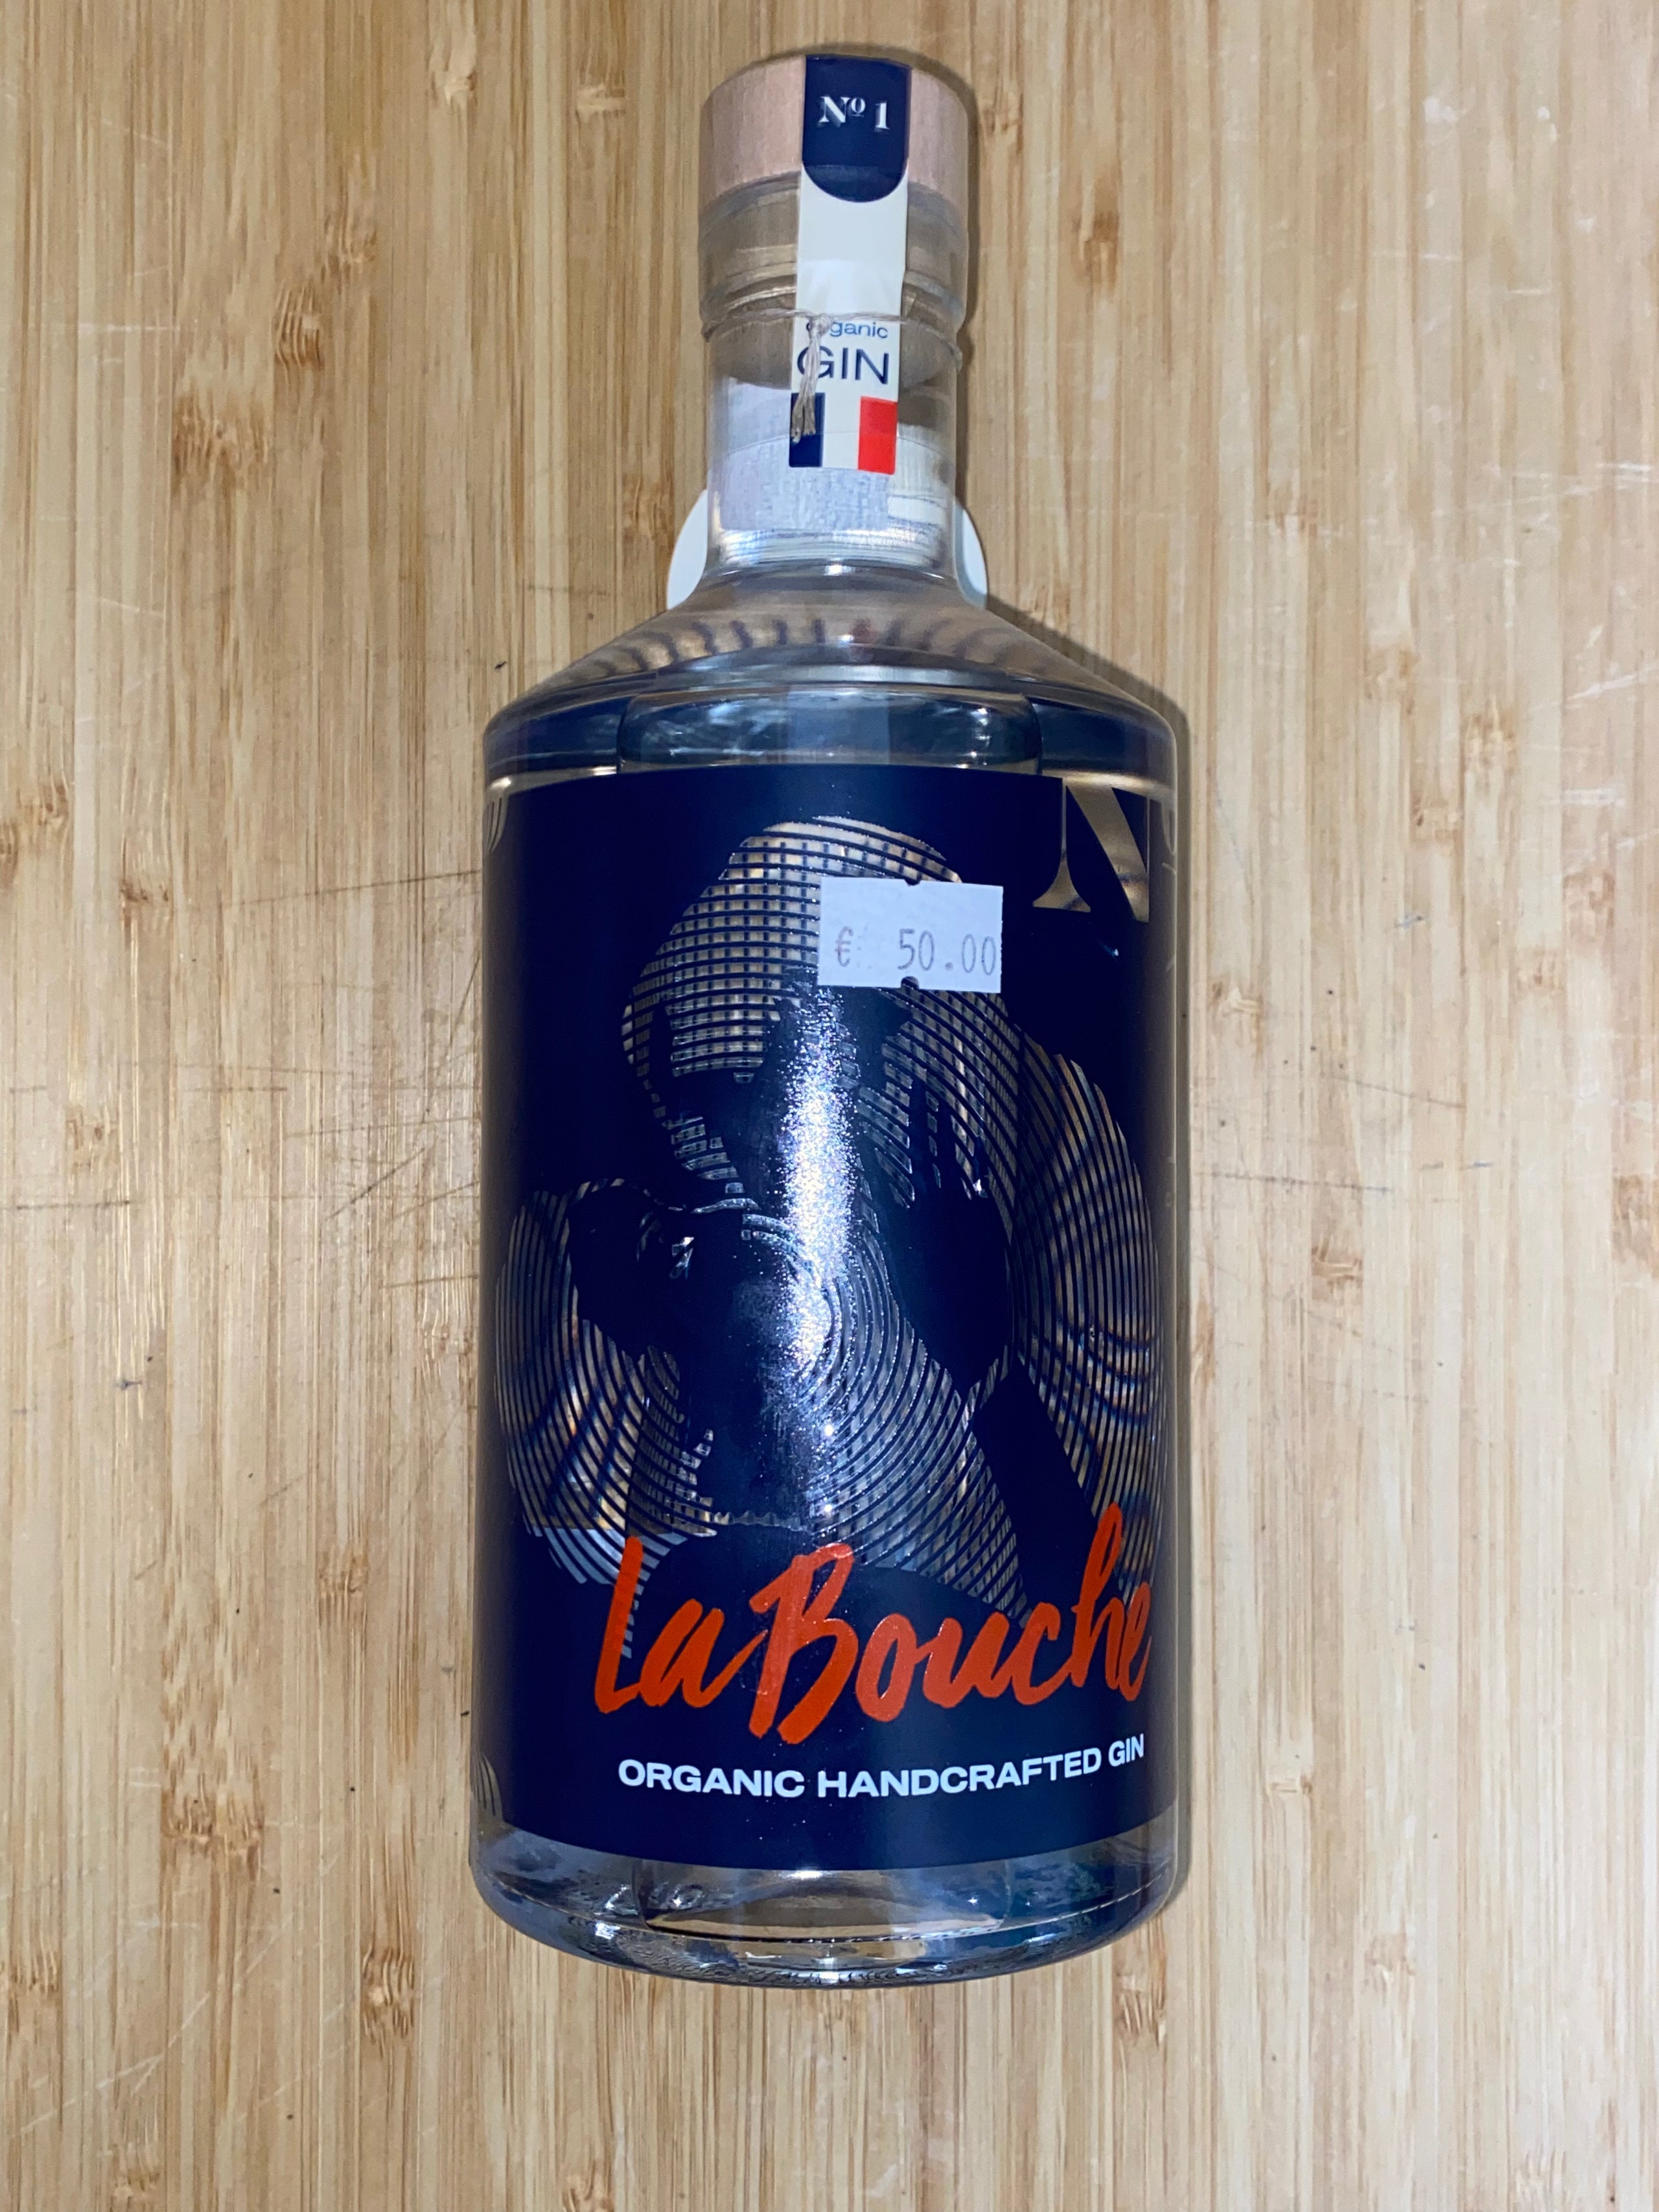 Nº 1
Organic
GIN
N
€ 50.00
La Bouche
ORGANIC HANDCRAFTED GIN